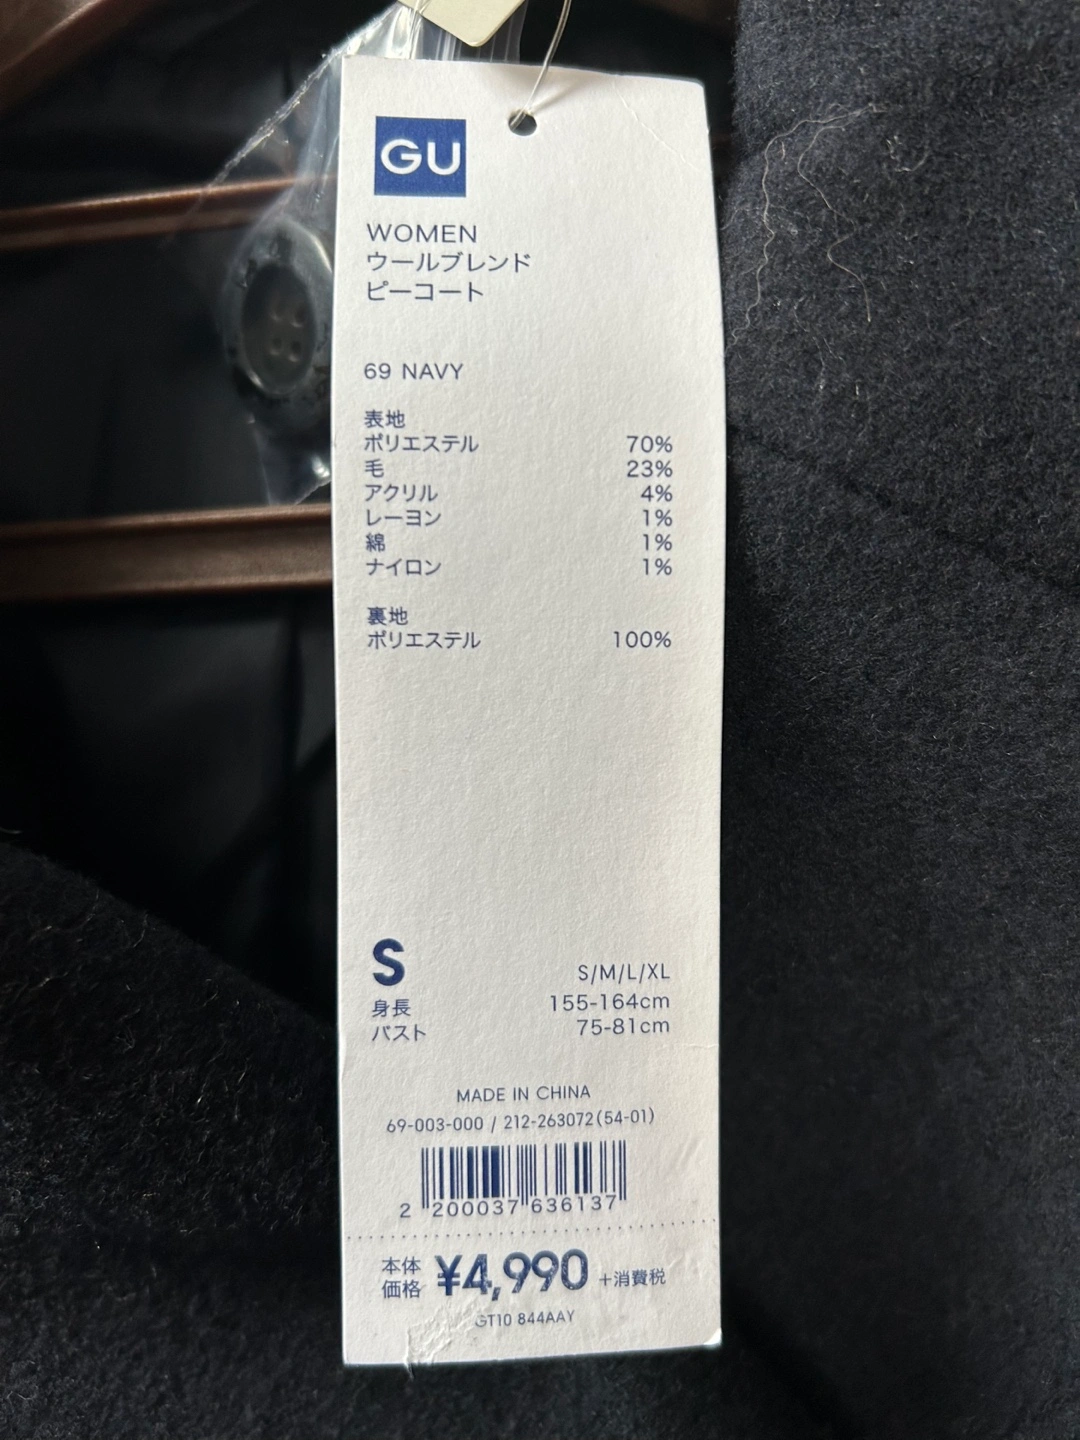 GU
WOMEN
ウールブレンド
ピーコート
69 NAVY
表地
ポリエステル 70%
毛 23%
アクリル 4%
レーヨン 1%
綿 1%
ナイロン 1%
裏地
ポリエステル 100%
S S/M/L/XL
身長 155-164cm
バスト 75-81cm
MADE IN CHINA
69-003-000 / 212-263072(54-01)
2 200037 636137
本体価格 ¥4,990 +消費税
GT10 844AAY